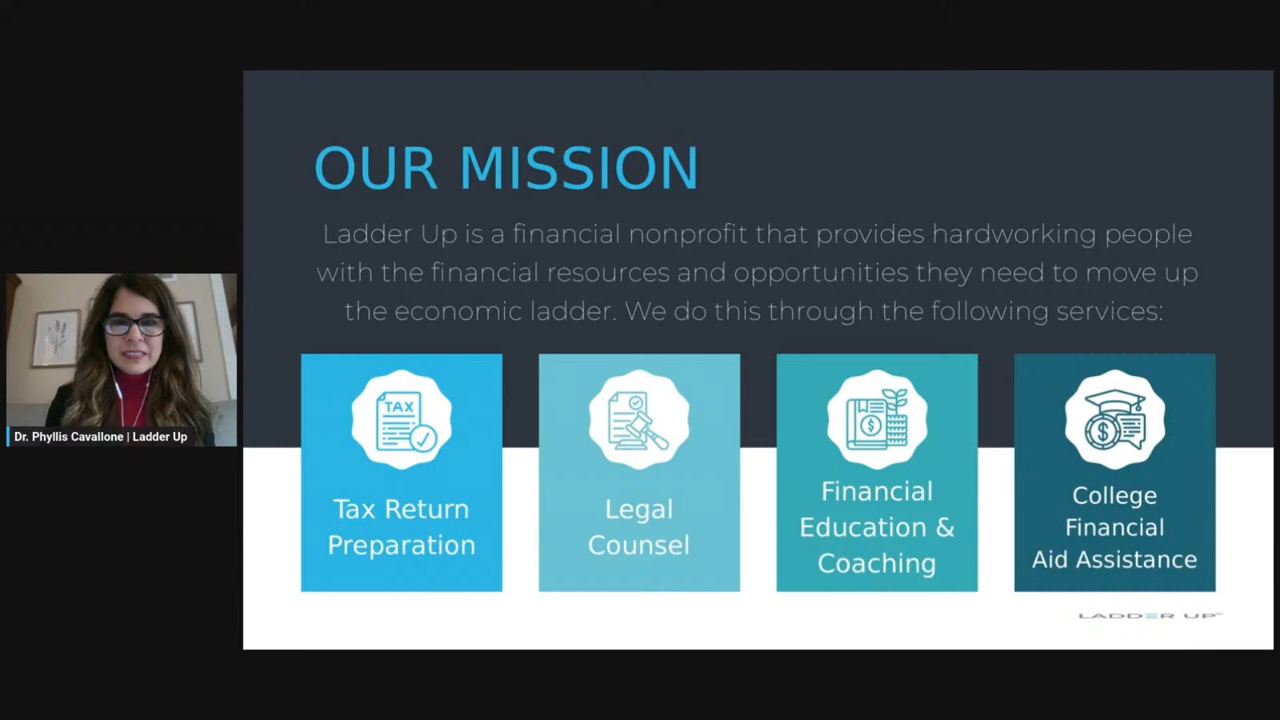 OUR MISSION
Ladder Up is a financial nonprofit that provides hardworking people
with the financial resources and opportunities they need to move up
the economic ladder. We do this through the following services:
TAX
Tax Return
Preparation
Legal
Counsel
Financial
Education &
Coaching
College
Financial
Aid Assistance
LADDER UP
Dr. Phyllis Cavallone | Ladder Up